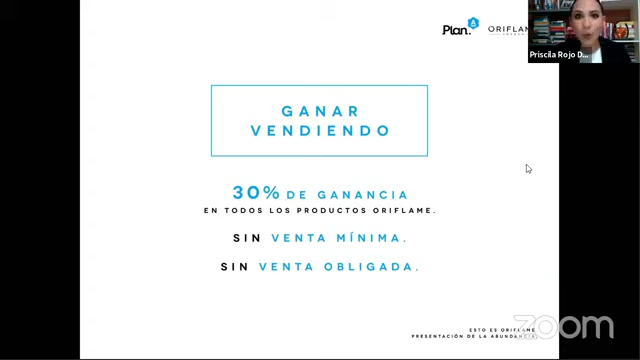 Plan.
ORIFLAME
SWEDEN
Priscila Rojo D...
GANAR
VENDIENDO
30% DE GANANCIA
EN TODOS LOS PRODUCTOS ORIFLAME.
SIN VENTA MÍNIMA.
SIN VENTA OBLIGADA.
ESTO ES ORIFLAME
PRESENTACIÓN DE LA ABUNDANCIA
zoom